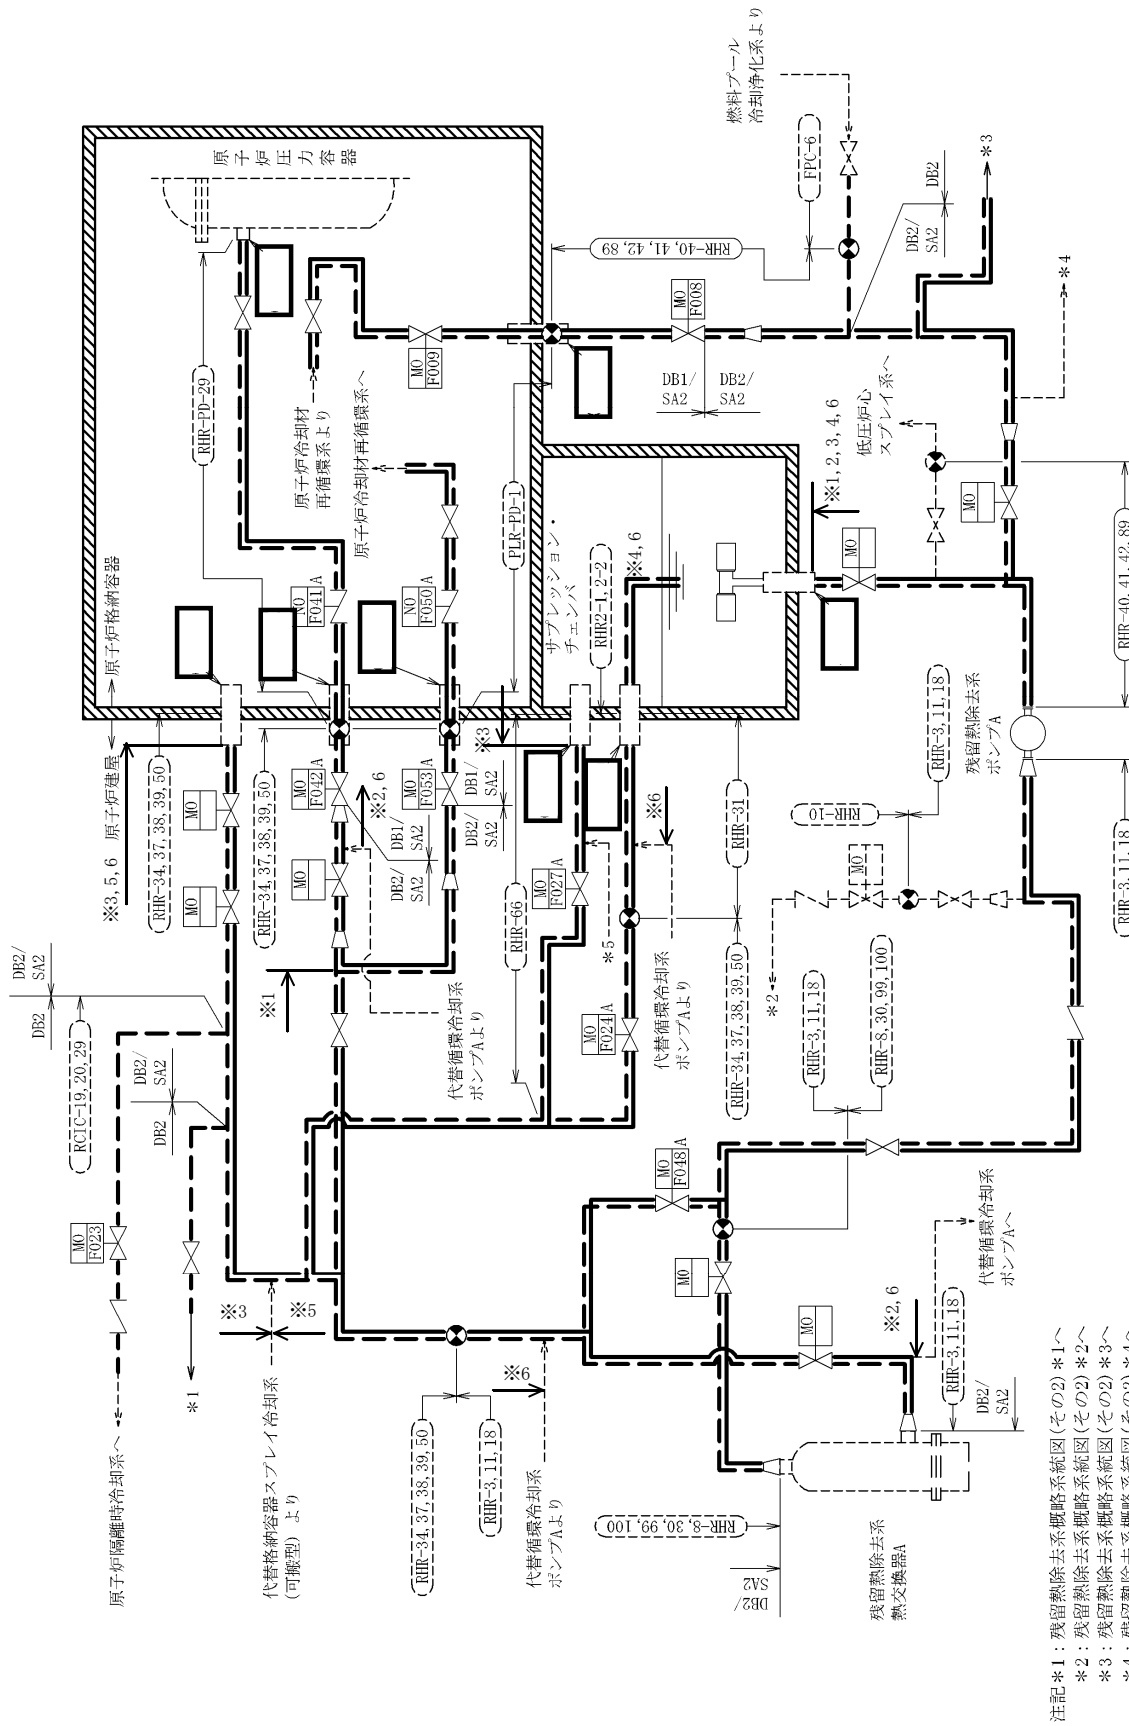 原子炉圧力容器
燃料プール
冷却浄化系より
FPC-6
RHR-40,41,42,89
DB2
DB2/
SA2
*3
*4
MO
F008
DB1/
SA2
DB2/
SA2
MO
F009
RHR-PD-29
原子炉冷却材
再循環系より
原子炉冷却材再循環系へ
PLR-PD-1
サプレッション・
チェンバ
RHR2-1,2-2
※4,6
※1,2,3,4,6
低圧炉心
スプレイ系へ
MO
MO
RHR-40,41,42,89
原子炉格納容器
原子炉建屋
NO
F041A
NO
F050A
※3,5,6
RHR-34,37,38,39,50
RHR-34,37,38,39,50
MO
MO
MO
F042A
MO
※2,6
DB1/
SA2
DB2/
SA2
MO
F053A
DB1/
SA2
DB2/
SA2
※3
RHR-66
MO
F027A
*5
※6
RHR-31
MO
F024A
RHR-34,37,38,39,50
代替循環冷却系
ポンプAより
代替循環冷却系
ポンプAより
※1
RHR-3,11,18
残留熱除去系
ポンプA
RHR-10
MO
RHR-3,11,18
*2
RHR-3,11,18
RHR-8,30,99,100
DB2/
SA2
DB2
RCIC-19,20,29
DB2/
SA2
DB2
MO
F023
*1
※3
※5
原子炉隔離時冷却系へ
代替格納容器スプレイ冷却系
(可搬型)より
RHR-34,37,38,39,50
RHR-3,11,18
※6
代替循環冷却系
ポンプAより
MO
F048A
MO
MO
※2,6
代替循環冷却系
ポンプAへ
RHR-3,11,18
DB2/
SA2
RHR-8,30,99,100
DB2/
SA2
残留熱除去系
熱交換器A
注記*1:残留熱除去系概略系統図(その2)*1へ
*2:残留熱除去系概略系統図(その2)*2へ
*3:残留熱除去系概略系統図(その2)*3へ